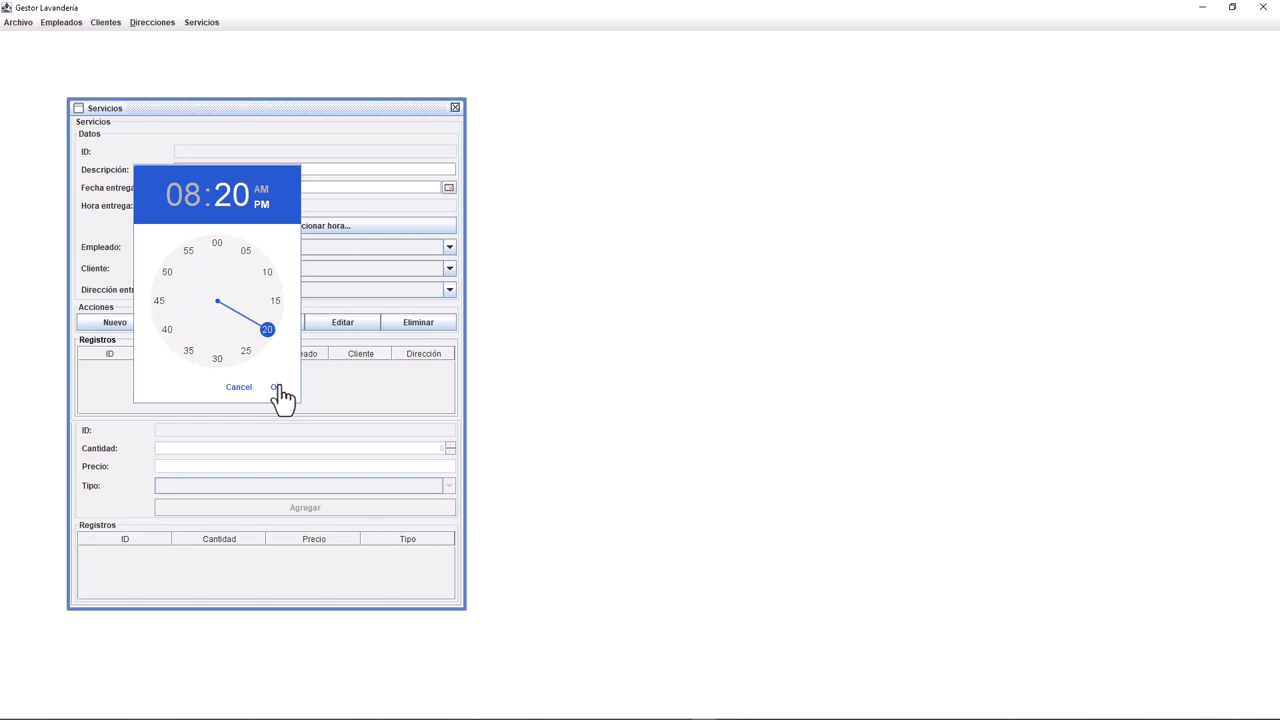 Gestor Lavandería
Archivo Empleados Clientes Direcciones Servicios
Servicios
Servicios
Datos
ID:
Descripción:
Fecha entrega
Hora entrega:
cionar hora...
Empleado:
Cliente:
Dirección entr
08:20 AM
PM
00
55 05
50 10
45 15
40 20
35 25
30
Cancel
Acciones
Nuevo Editar Eliminar
Registros
ID eado Cliente Dirección
ID:
Cantidad: 0
Precio:
Tipo:
Agregar
Registros
ID Cantidad Precio Tipo